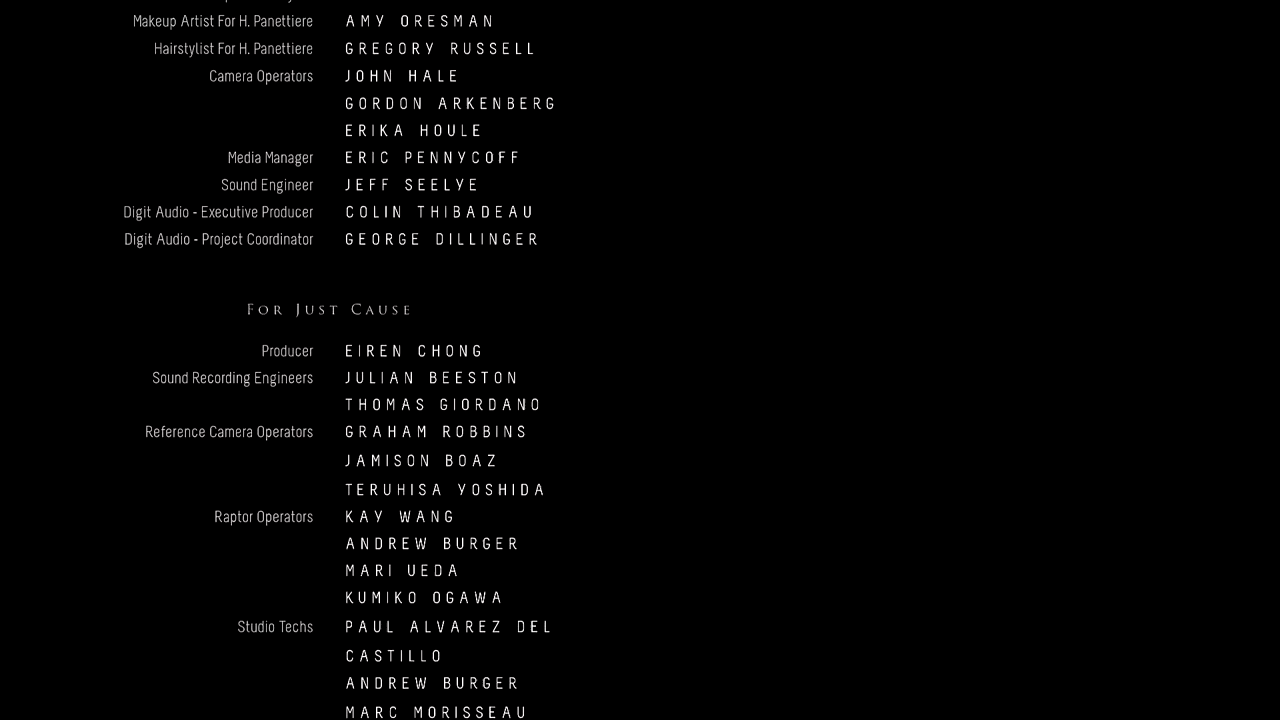 Makeup Artist For H. Panettiere AMY ORESMAN
Hairstylist For H. Panettiere GREGORY RUSSELL
Camera Operators JOHN HALE
GORDON ARKENBERG
ERIKA HOULE
Media Manager ERIC PENNYCOFF
Sound Engineer JEFF SEELYE
Digit Audio - Executive Producer COLIN THIBADEAU
Digit Audio - Project Coordinator GEORGE DILLINGER
For Just Cause
Producer EIREN CHONG
Sound Recording Engineers JULIAN BEESTON
THOMAS GIORDANO
Reference Camera Operators GRAHAM ROBBINS
JAMISON BOAZ
TERUHISA YOSHIDA
Raptor Operators KAY WANG
ANDREW BURGER
MARI UEDA
KUMIKO OGAWA
Studio Techs PAUL ALVAREZ DEL
CASTILLO
ANDREW BURGER
MARC MORISSEAU